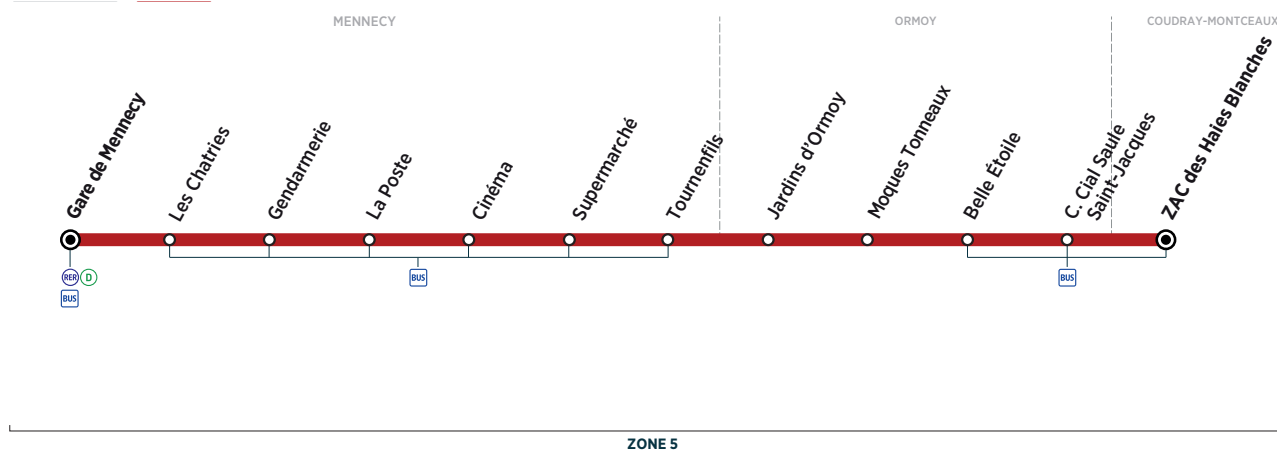 MENNECY
ORMOY
COUDRAY-MONTCEAUX
Gare de Mennecy
Les Chatries
Gendarmerie
La Poste
Cinéma
Supermarché
Tournenfils
Jardins d'Ormoy
Moques Tonneaux
Belle Étoile
C. Cial Saule
Saint-Jacques
ZAC des Haies Blanches
RER D
BUS
BUS
BUS
ZONE 5